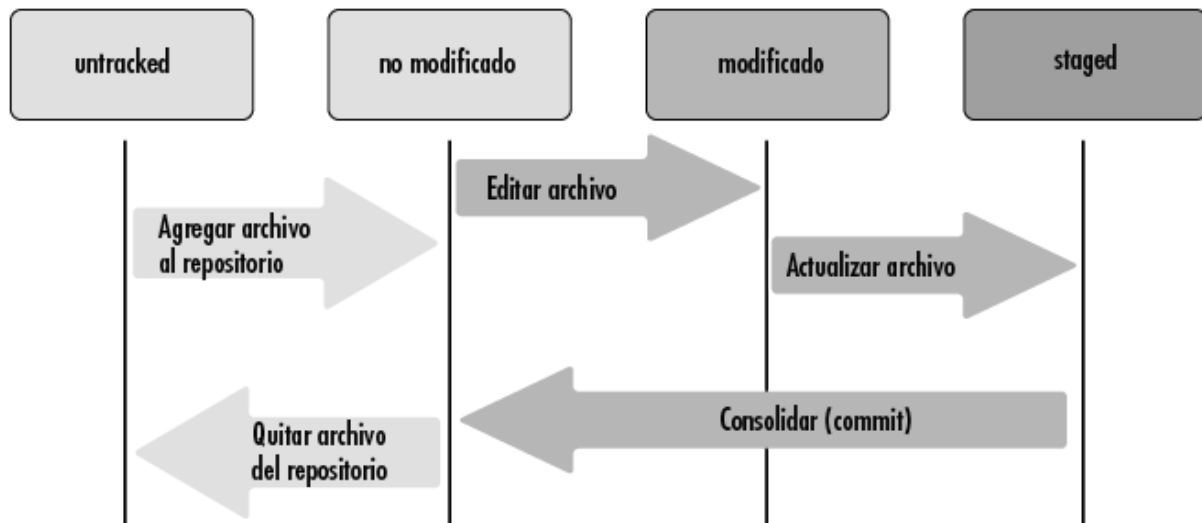 untracked
no modificado
modificado
staged
Editar archivo
Agregar archivo
al repositorio
Actualizar archivo
Consolidar (commit)
Quitar archivo
del repositorio